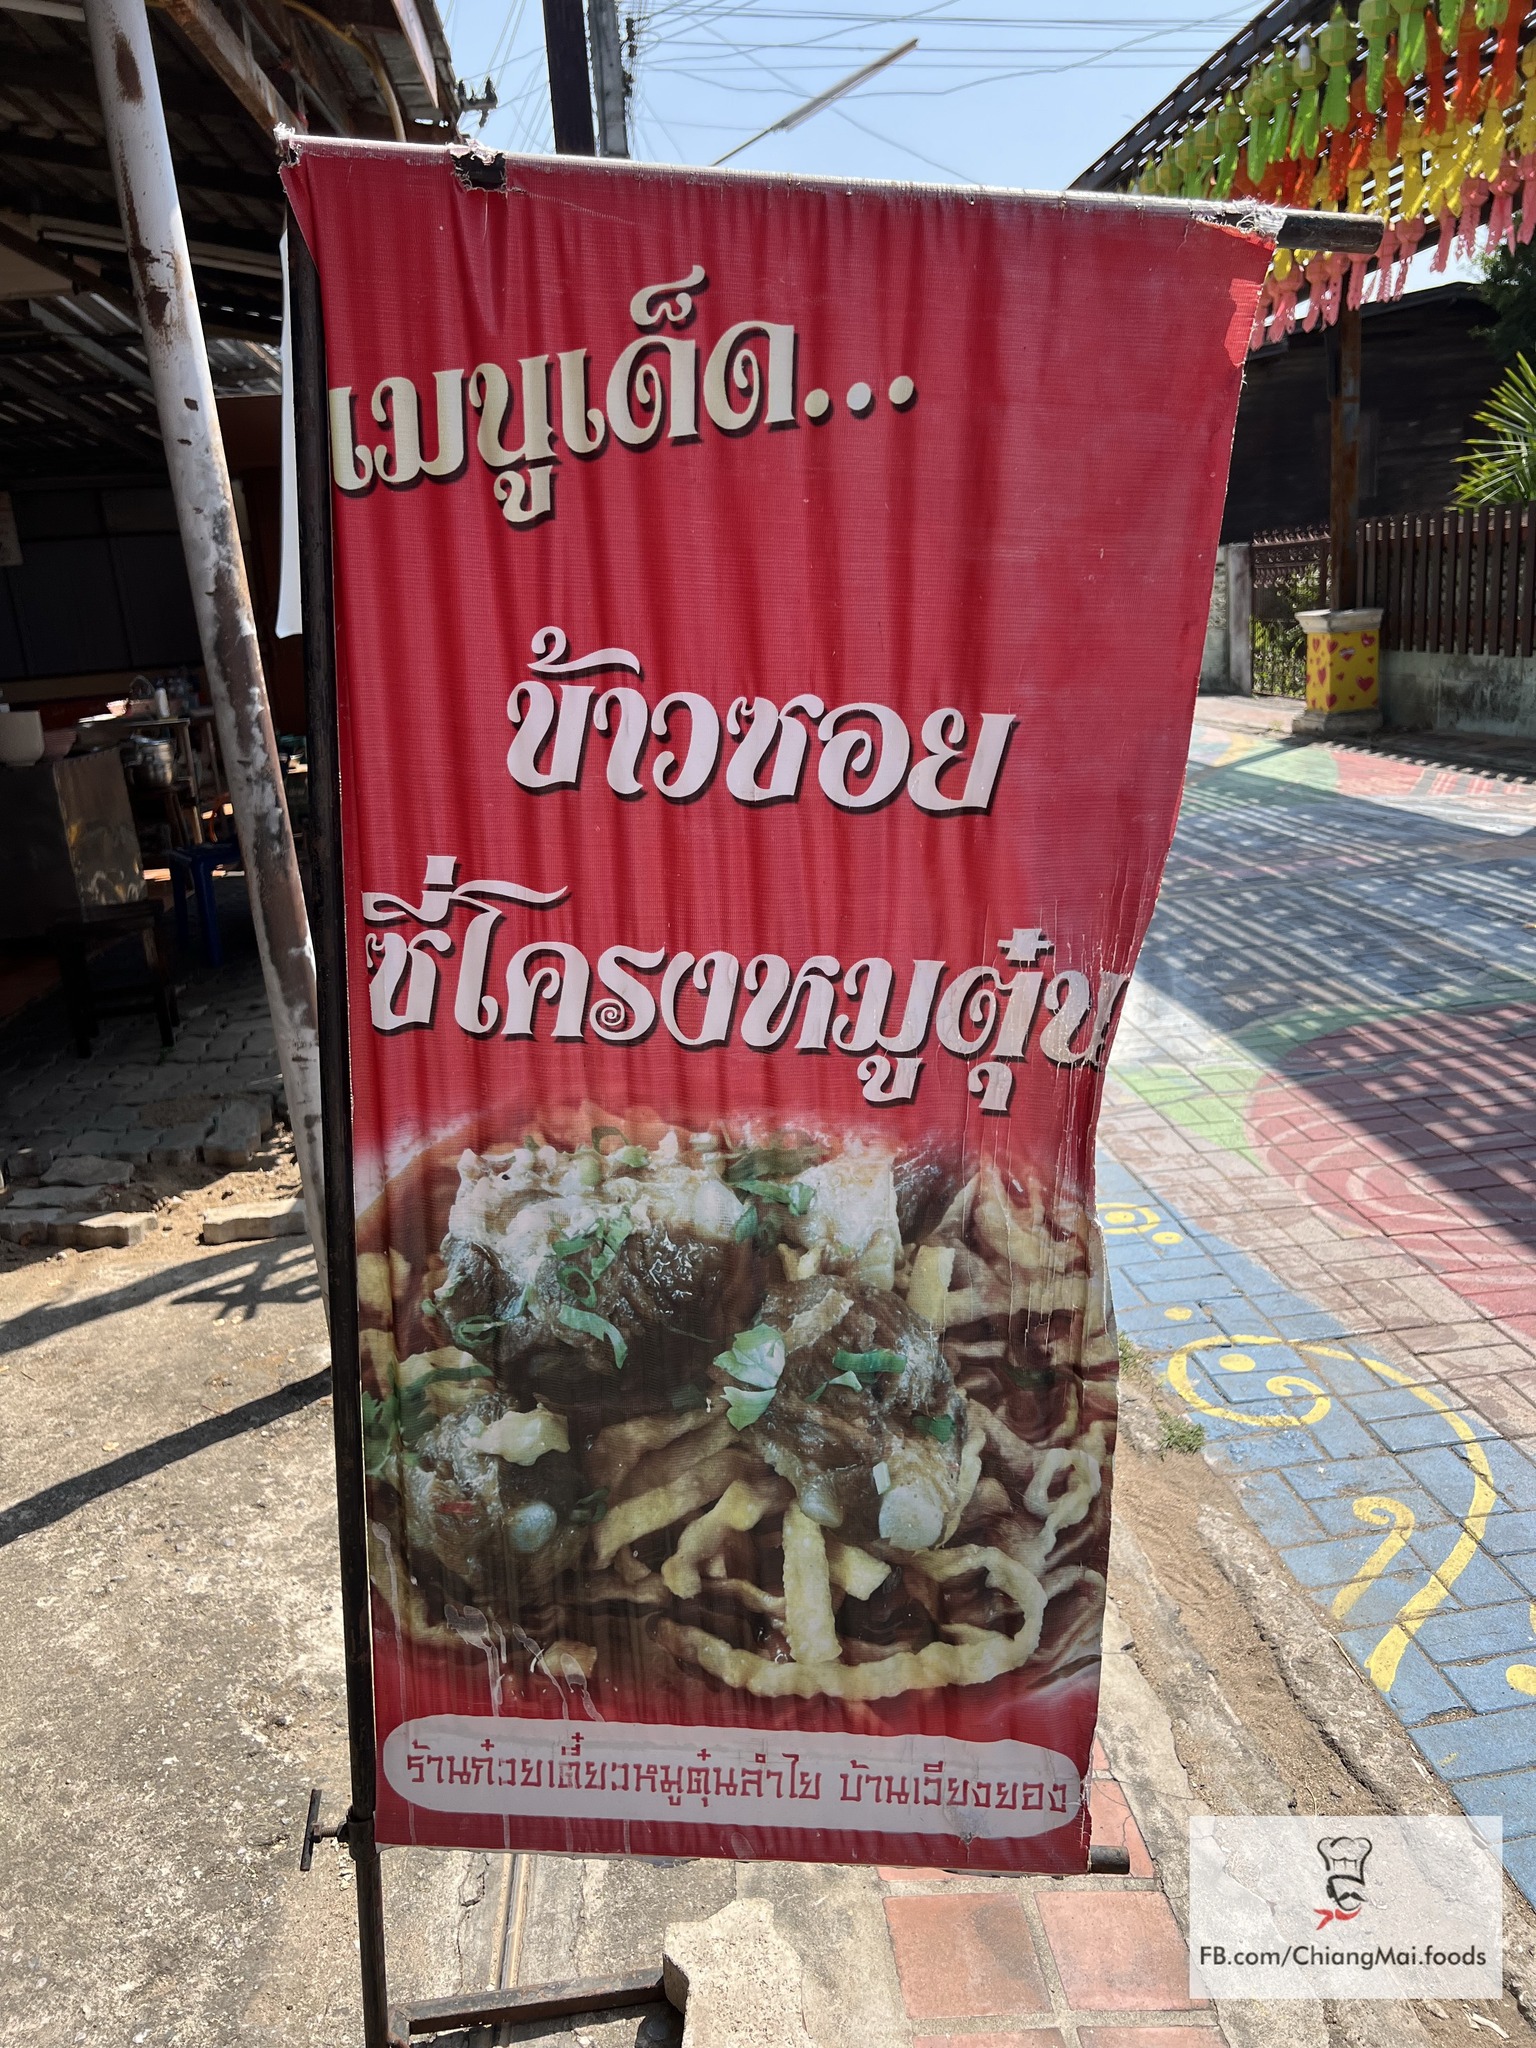 เมนูเด็ด...
ข้าวซอย
ซี่โครงหมูตุ๋น
ร้านก๋วยเตี๋ยวหมูตุ๋นลำไย บ้านเวียงยอง
FB.com/ChiangMai.foods